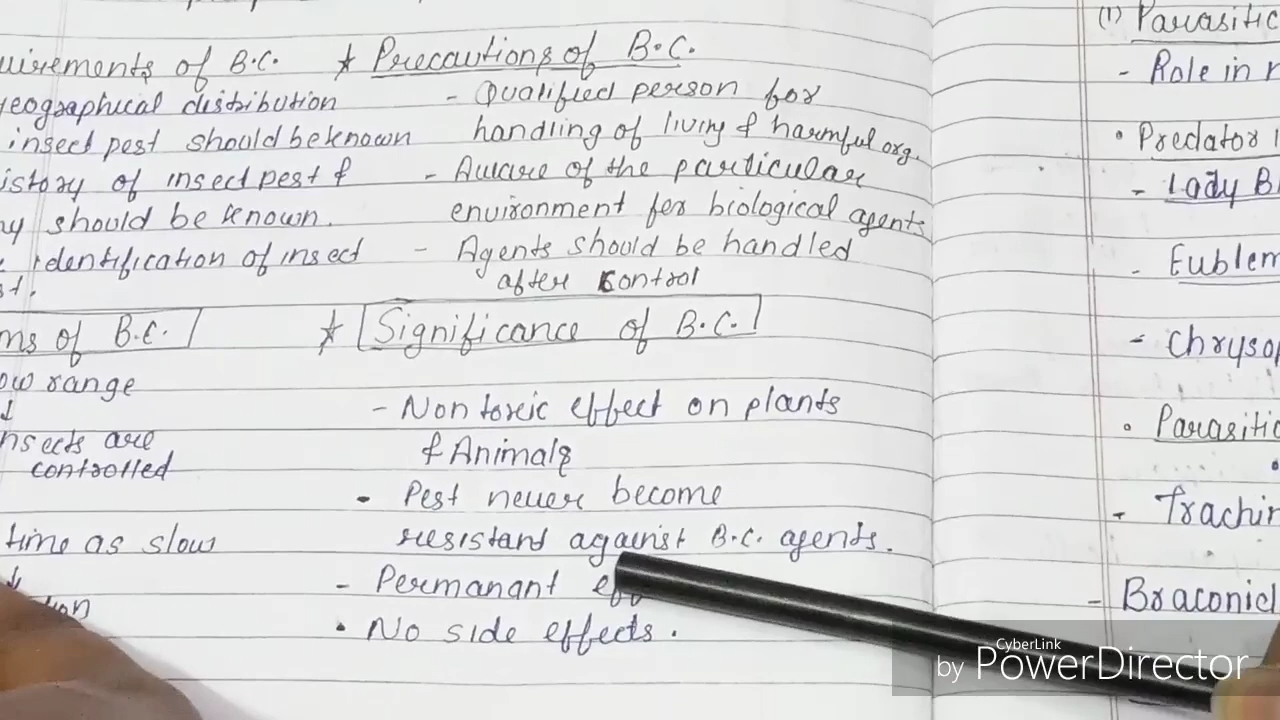 uirements of B.C.
eographical distribution
insect pest should be known
istory of insect pest &
should be known.
identification of insect
st.
ms of B.C.
ow range
↓
nsects are
controlled
time as slow
↓
* Precautions of B.C.
- Qualified person for
handling of living & harmful org.
- Aware of the particular
environment for biological agents
- Agents should be handled
after control
* Significance of B.C.
- Non toxic effect on plants
& Animals
- Pest never become
resistant against B.C. agents.
- Permanant eff
• No side effects.
(1) Parasitic
- Role in
• Predator
- Lady B
- Eublem
- Chryso
• Parasitic
- Trachin
- Braconid
CyberLink
by PowerDirector